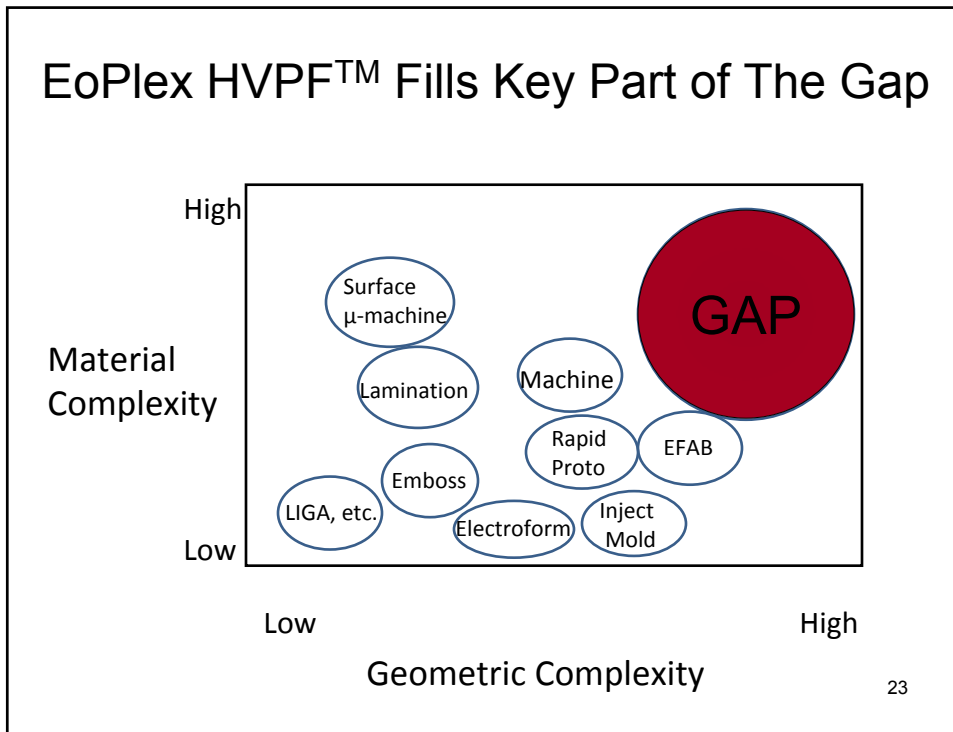 EoPlex HVPF™ Fills Key Part of The Gap
High
Surface
µ-machine
GAP
Material
Complexity
Lamination
Machine
Rapid
Proto
EFAB
Emboss
LIGA, etc.
Electroform
Inject
Mold
Low
Low
High
Geometric Complexity
23